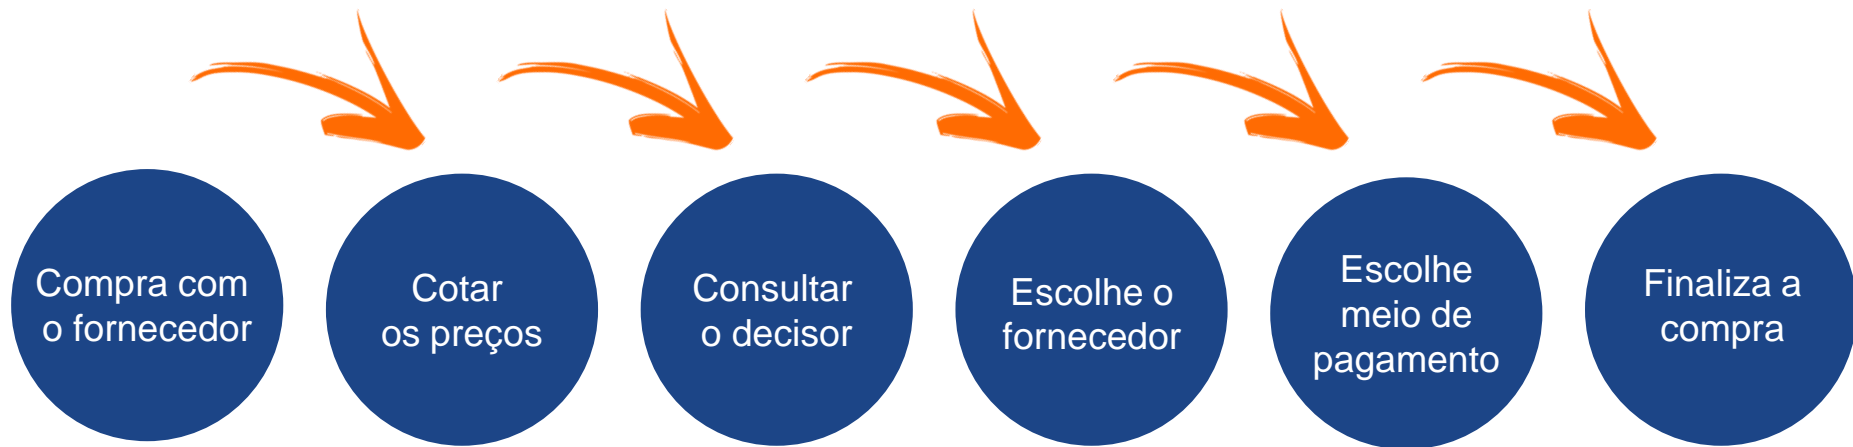 Compra com
o fornecedor
Cotar
os preços
Consultar
o decisor
Escolhe o
fornecedor
Escolhe
meio de
pagamento
Finaliza a
compra